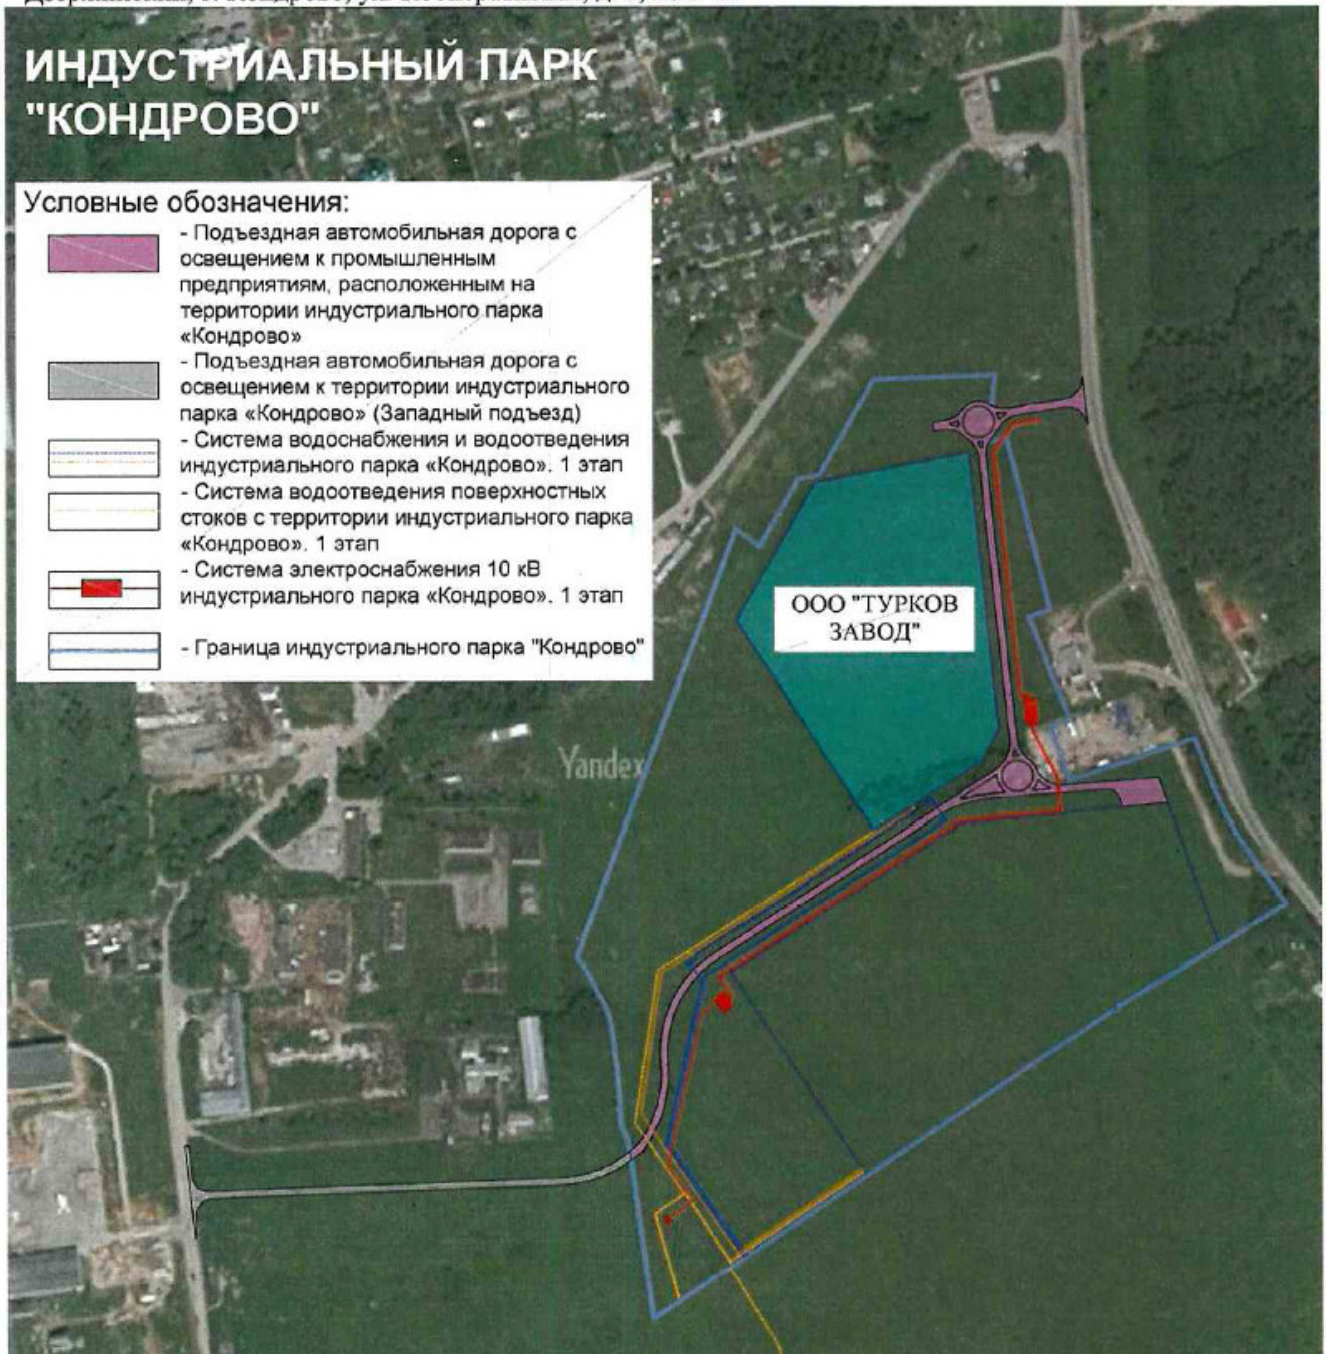 ИНДУСТРИАЛЬНЫЙ ПАРК
"КОНДРОВО"
Условные обозначения:
- Подъездная автомобильная дорога с
освещением к промышленным
предприятиям, расположенным на
территории индустриального парка
«Кондрово»
- Подъездная автомобильная дорога с
освещением к территории индустриального
парка «Кондрово» (Западный подъезд)
- Система водоснабжения и водоотведения
индустриального парка «Кондрово». 1 этап
- Система водоотведения поверхностных
стоков с территории индустриального парка
«Кондрово». 1 этап
- Система электроснабжения 10 кВ
индустриального парка «Кондрово». 1 этап
- Граница индустриального парка "Кондрово"
ООО "ТУРКОВ
ЗАВОД"
Yandex